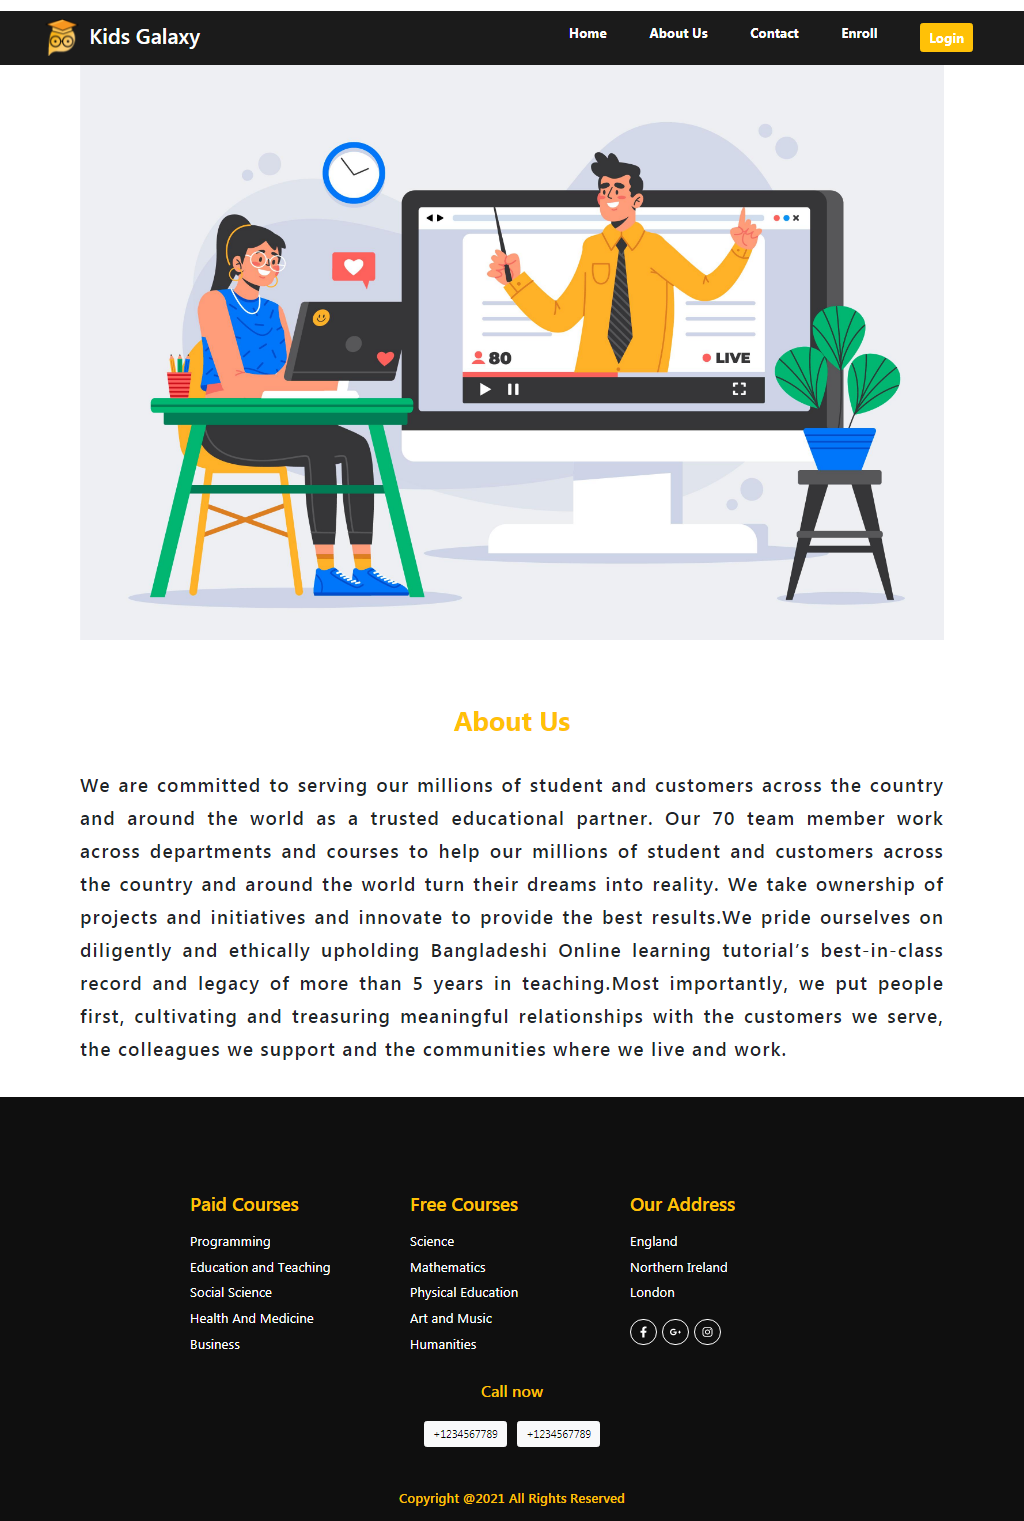 Kids Galaxy
Home About Us Contact Enroll Login
80
LIVE
About Us
We are committed to serving our millions of student and customers across the country
and around the world as a trusted educational partner. Our 70 team member work
across departments and courses to help our millions of student and customers across
the country and around the world turn their dreams into reality. We take ownership of
projects and initiatives and innovate to provide the best results.We pride ourselves on
diligently and ethically upholding Bangladeshi Online learning tutorial’s best-in-class
record and legacy of more than 5 years in teaching.Most importantly, we put people
first, cultivating and treasuring meaningful relationships with the customers we serve,
the colleagues we support and the communities where we live and work.
Paid Courses
Programming
Education and Teaching
Social Science
Health And Medicine
Business
Free Courses
Science
Mathematics
Physical Education
Art and Music
Humanities
Our Address
England
Northern Ireland
London
Call now
+1234567789 +1234567789
Copyright @2021 All Rights Reserved